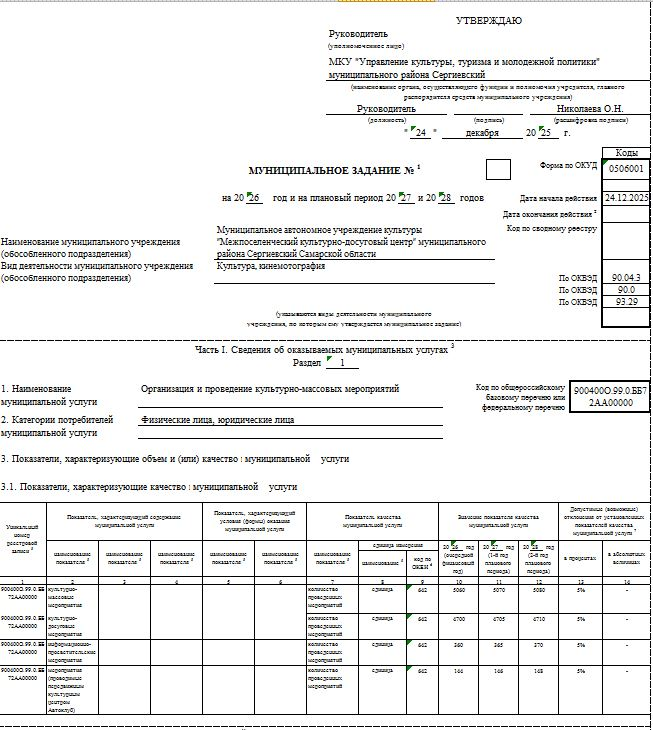 УТВЕРЖДАЮ
Руководитель
(уполномоченное лицо)
МКУ "Управление культуры, туризма и молодежной политики"
муниципального района Сергиевский
(наименование органа, осуществляющего функции и полномочия учредителя, главного
распорядителя средств муниципального учреждения)
Руководитель Николаева О.Н.
(должность) (подпись) (расшифровка подписи)
" 24 " декабря 20 25 г.
Коды
МУНИЦИПАЛЬНОЕ ЗАДАНИЕ № 1
Форма по ОКУД 0506001
на 20 26 год и на плановый период 20 27 и 20 28 годов
Дата начала действия 24.12.2025
Дата окончания действия 2
Код по сводному реестру
Наименование муниципального учреждения
(обособленного подразделения)
Муниципальное автономное учреждение культуры
"Межпоселенческий культурно-досуговый центр" муниципального
района Сергиевский Самарской области
Вид деятельности муниципального учреждения
(обособленного подразделения)
Культура, кинемотография
По ОКВЭД 90.04.3
По ОКВЭД 90.0
По ОКВЭД 93.29
(указываются виды деятельности муниципального
учреждения, по которым ему утверждается муниципальное задание)
Часть I. Сведения об оказываемых муниципальных услугах 3
Раздел 1
1. Наименование
муниципальной услуги
Организация и проведение культурно-массовых мероприятий
Код по общероссийскому
базовому перечню или
федеральному перечню
900400О.99.0.ББ7
2АА00000
2. Категории потребителей
муниципальной услуги
Физические лица, юридические лица
3. Показатели, характеризующие объем и (или) качество муниципальной услуги
3.1. Показатели, характеризующие качество муниципальной услуги
Уникальный
номер
реестровой
записи 5
Показатель, характеризующий содержание
муниципальной услуги
Показатель, характеризующий
условия (формы) оказания
муниципальной услуги
Показатель качества
муниципальной услуги
Значение показателя качества
муниципальной услуги
Допустимые (возможные)
отклонения от установленных
показателей качества
муниципальной услуги 7
наименование
показателя 5
наименование
показателя 5
наименование
показателя 5
наименование
показателя 5
наименование
показателя 5
наименование
показателя 5
единица измерения
наименование 5
код по
ОКЕИ 6
20 26 год
(очередной
финансовый
год)
20 27 год
(1-й год
планового
периода)
20 28 год
(2-й год
планового
периода)
в процентах
в абсолютных
величинах
1 2 3 4 5 6 7 8 9 10 11 12 13 14
900400О.99.0.ББ
72АА00000
культурно-
массовые
мероприятия
количество
проведенных
мероприятий
единица 642 5060 5070 5080 5% -
900400О.99.0.ББ
72АА00000
культурно-
досуговые
мероприятия
количество
проведенных
мероприятий
единица 642 4700 4705 4710 5% -
900400О.99.0.ББ
72АА00000
информационно-
просветительские
мероприятия
количество
проведенных
мероприятий
единица 642 360 365 370 5% -
900400О.99.0.ББ
72АА00000
мероприятия
(проводимые
передвижным
культурным
центром
Автоклуб)
количество
проведенных
мероприятий
единица 642 144 146 148 5% -